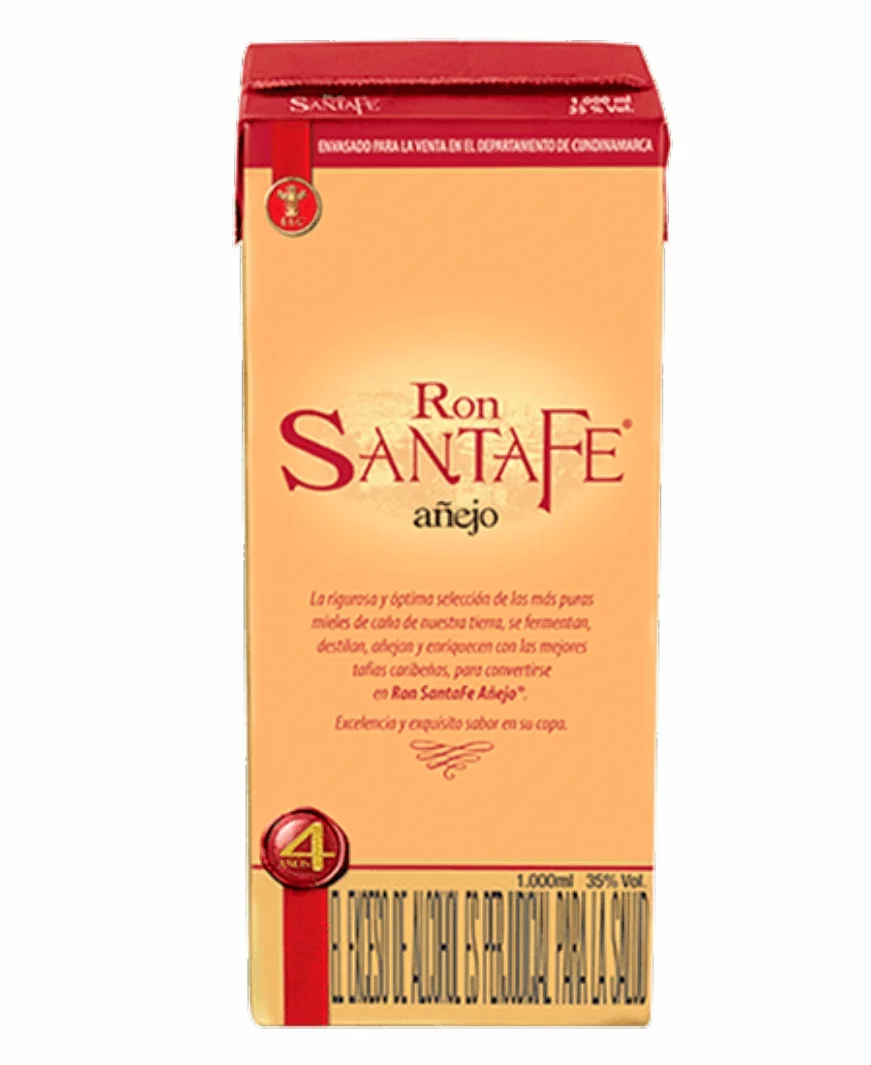 Ron
SANTAFE
1.000 ml
35% Vol.
ENVASADO PARA LA VENTA EN EL DEPARTAMENTO DE CUNDINAMARCA
E L C
Ron
SANTAFE®
añejo
La rigurosa y óptima selección de las más puras
mieles de caña de nuestra tierra, se fermentan,
destilan, añejan y enriquecen con las mejores
tafias caribeñas, para convertirse
en Ron SantaFe Añejo®.
Excelencia y exquisito sabor en su copa.
4
AÑOS
1.000ml 35% Vol.
EL EXCESO DE ALCOHOL ES PERJUDICIAL PARA LA SALUD